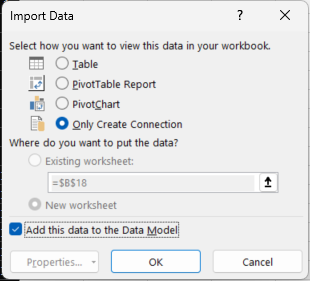 Import Data
?
Select how you want to view this data in your workbook.
Table
PivotTable Report
PivotChart
Only Create Connection
Where do you want to put the data?
Existing worksheet:
=$B$18
New worksheet
Add this data to the Data Model
Properties...
OK
Cancel